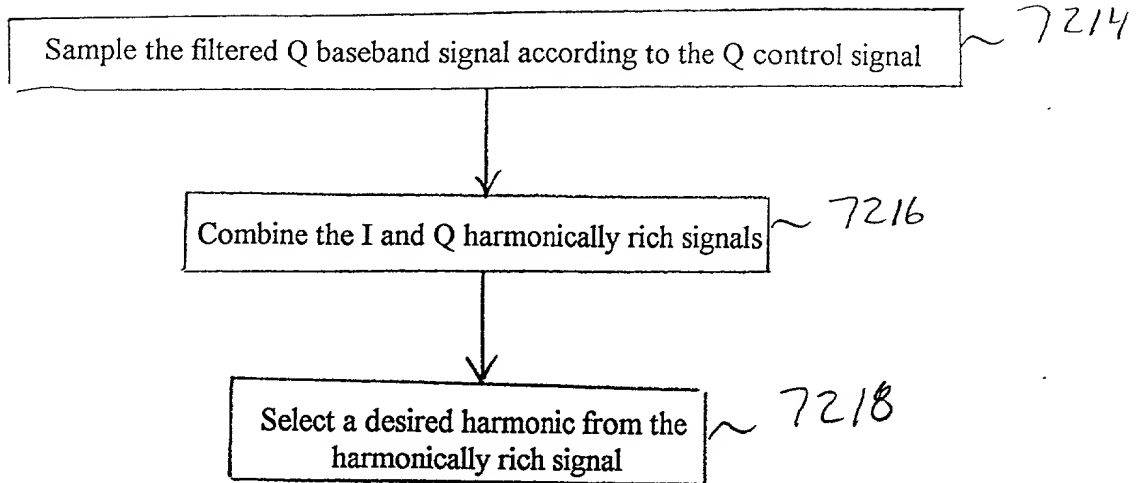 Sample the filtered Q baseband signal according to the Q control signal ~ 7214
Combine the I and Q harmonically rich signals ~ 7216
Select a desired harmonic from the ~ 7218
harmonically rich signal